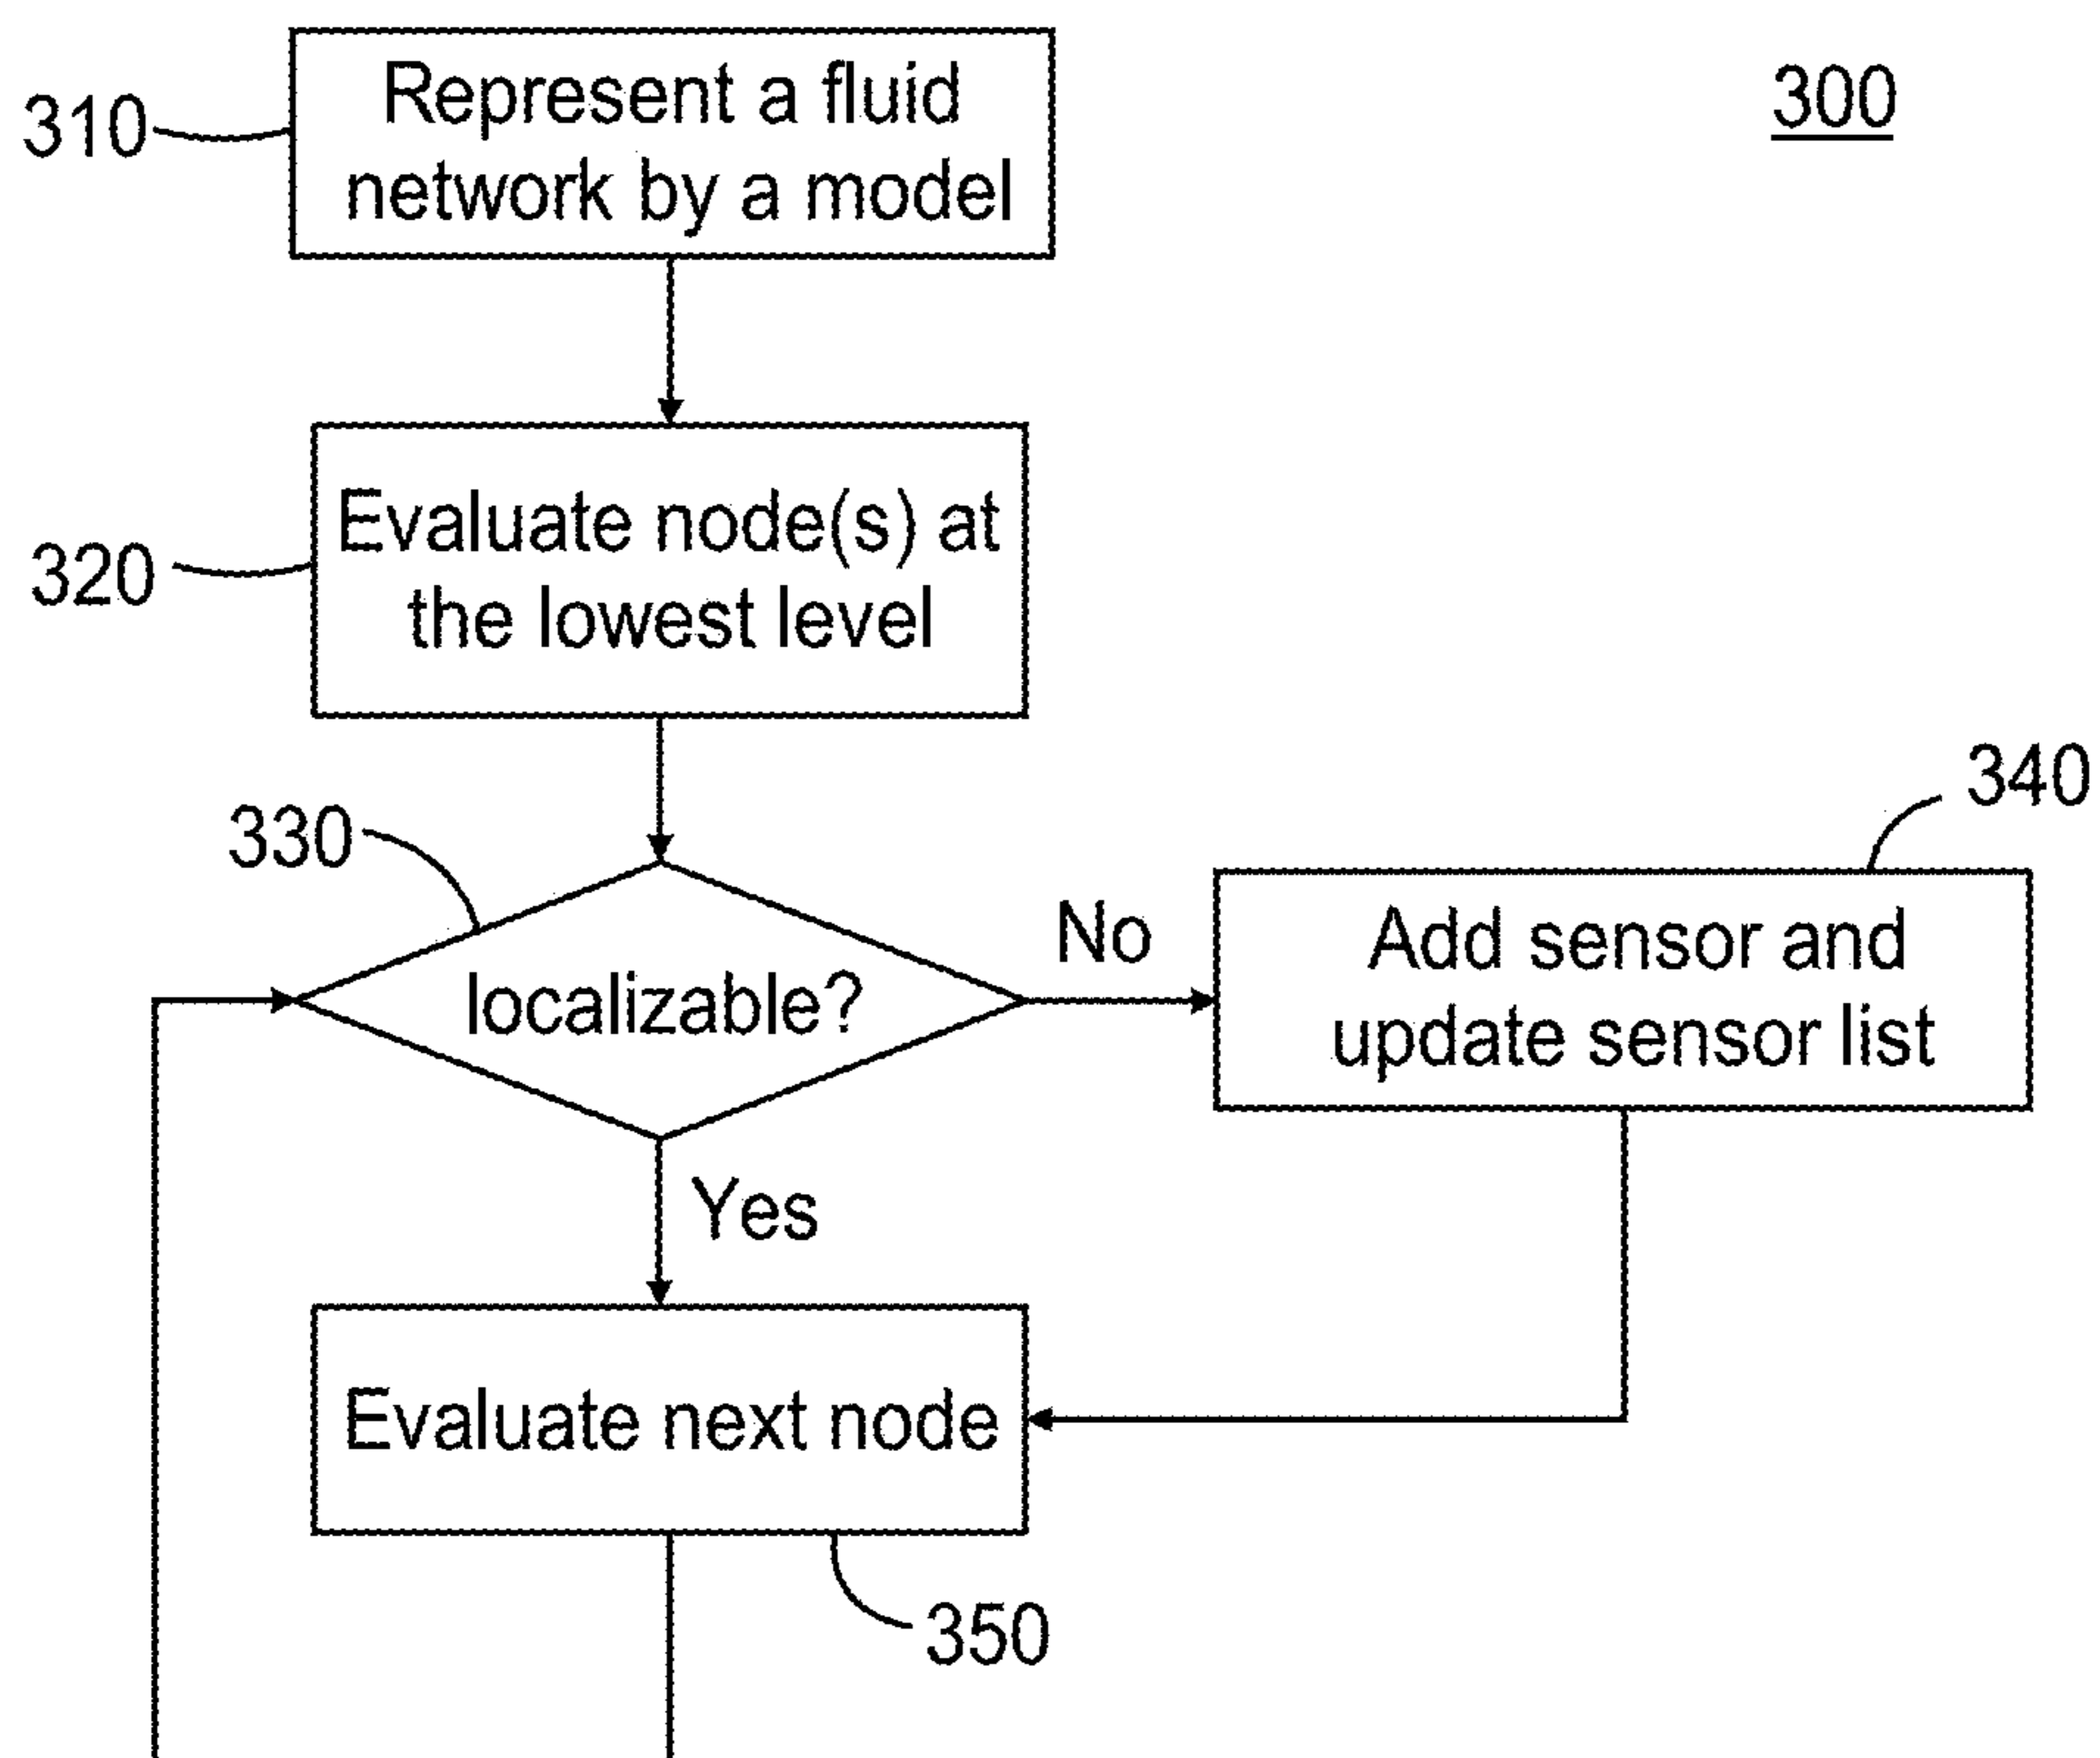 300
310
Represent a fluid
network by a model
320
Evaluate node(s) at
the lowest level
330
localizable?
No
340
Add sensor and
update sensor list
Yes
Evaluate next node
350